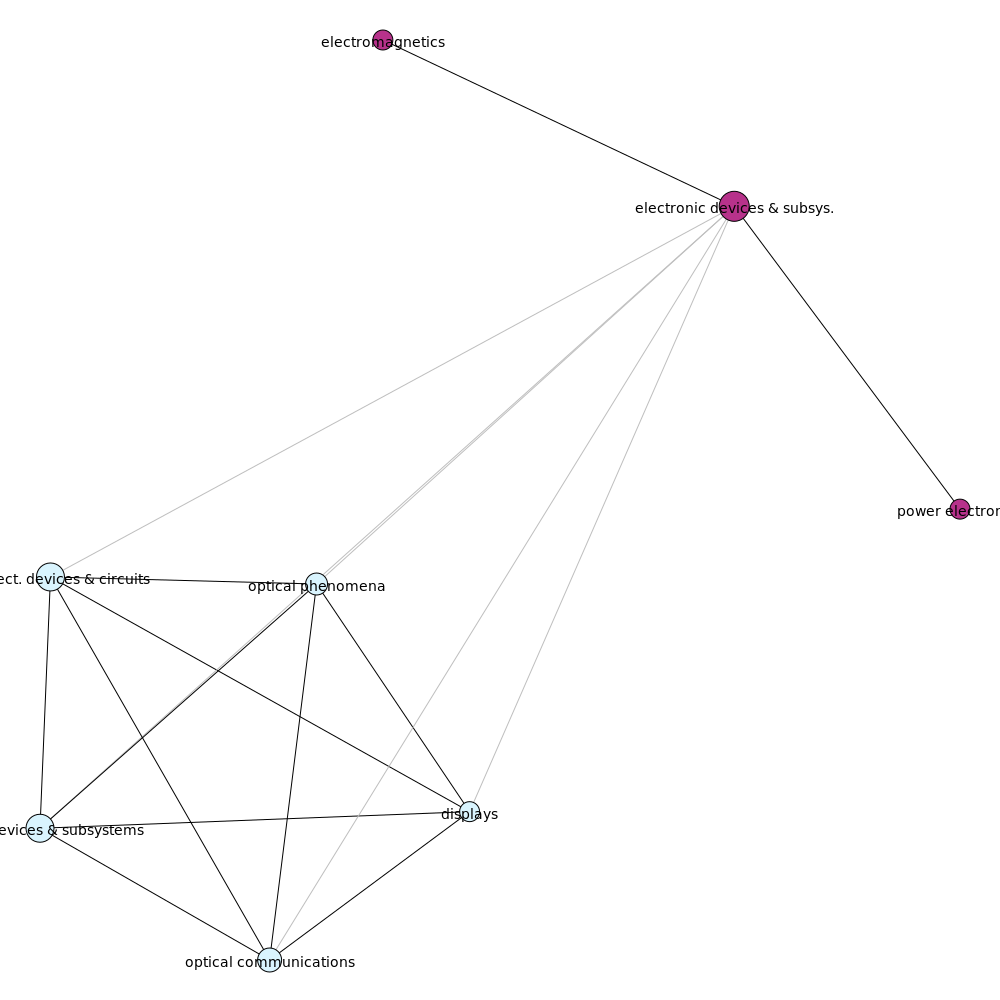 electromagnetics
electronic devices & subsys.
power electron
ect. devices & circuits
optical phenomena
displays
evices & subsystems
optical communications